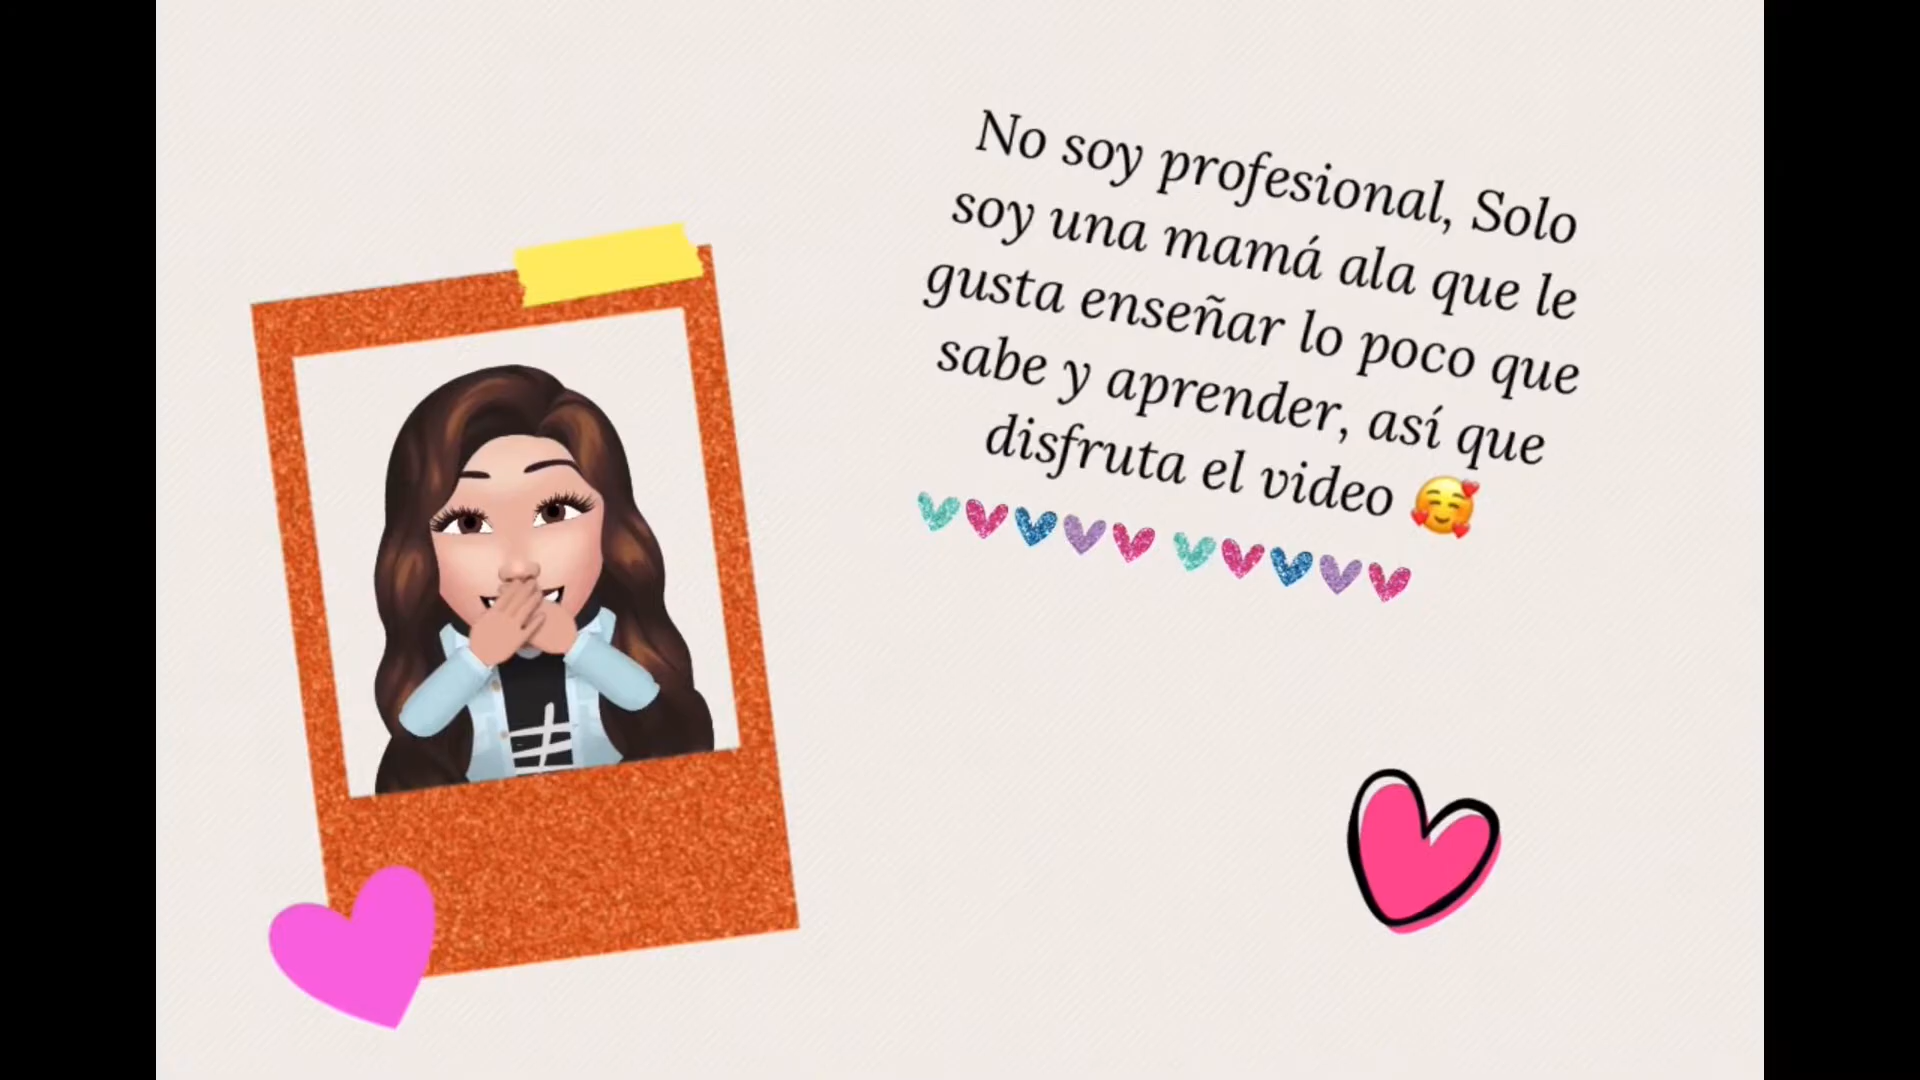 No soy profesional, Solo
soy una mamá ala que le
gusta enseñar lo poco que
sabe y aprender, así que
disfruta el video 🥰